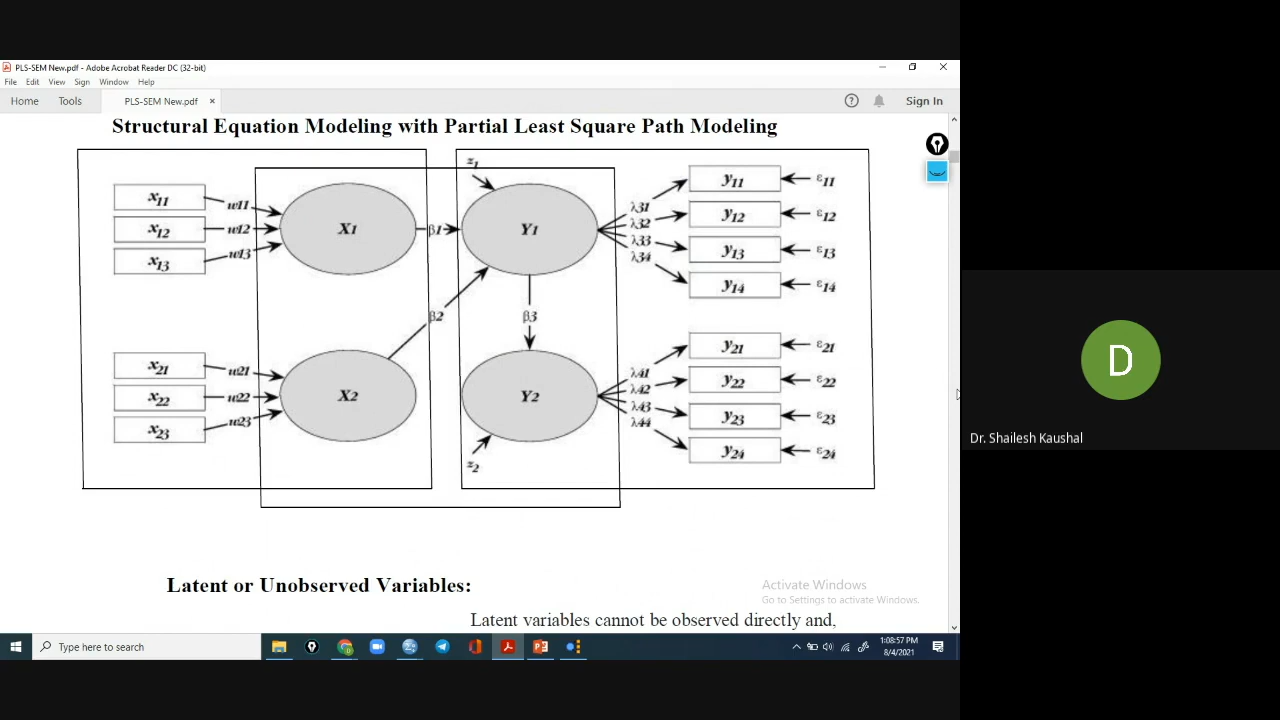 PLS-SEM New.pdf - Adobe Acrobat Reader DC (32-bit)
File Edit View Sign Window Help
Home Tools PLS-SEM New.pdf × ? Sign In
Structural Equation Modeling with Partial Least Square Path Modeling
z1
x11 w11 X1 β1 Y1 λ31 y11 ε11
x12 w12 λ32 y12 ε12
x13 w13 λ33 y13 ε13
λ34 y14 ε14
β2 β3
x21 w21 X2 Y2 λ41 y21 ε21
x22 w22 λ42 y22 ε22
x23 w23 λ43 y23 ε23
λ44 y24 ε24
z2
Latent or Unobserved Variables:
Latent variables cannot be observed directly and,
Activate Windows
Go to Settings to activate Windows.
Type here to search
1:08:57 PM
8/4/2021
D
Dr. Shailesh Kaushal